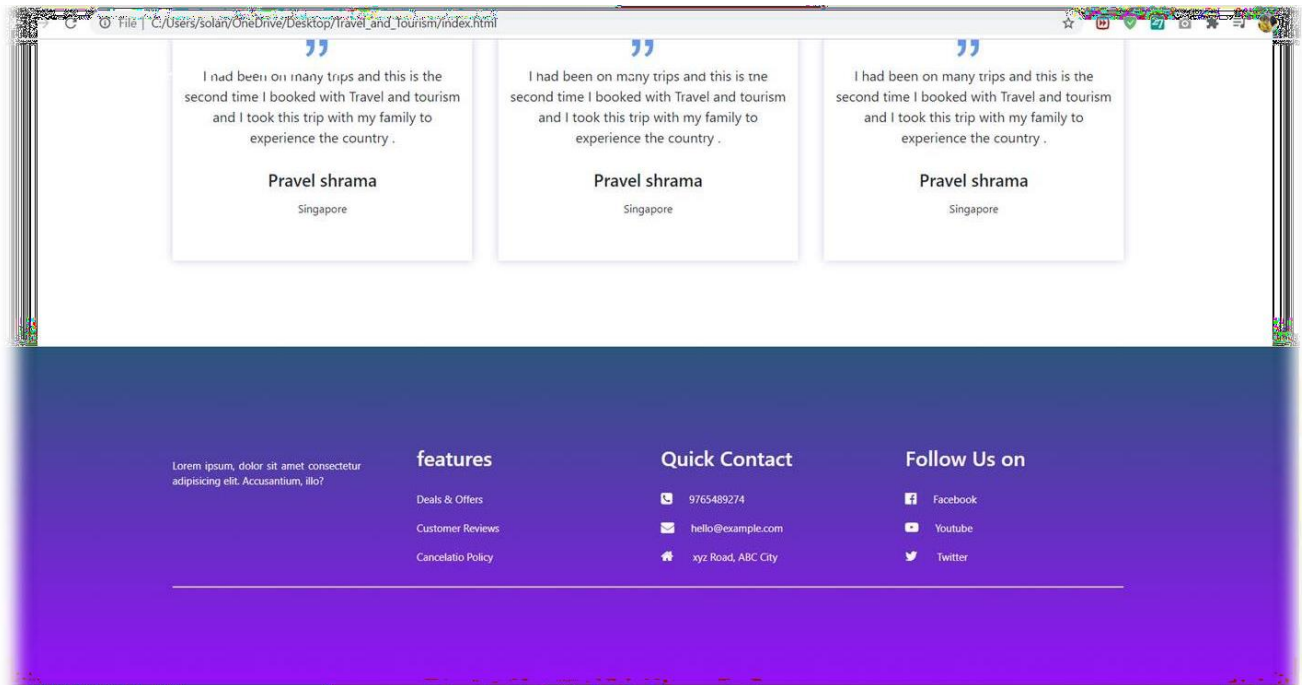 File | C:/Users/solan/OneDrive/Desktop/Travel_and_Tourism/index.html
I had been on many trips and this is the
second time I booked with Travel and tourism
and I took this trip with my family to
experience the country .
Pravel shrama
Singapore
I had been on many trips and this is the
second time I booked with Travel and tourism
and I took this trip with my family to
experience the country .
Pravel shrama
Singapore
I had been on many trips and this is the
second time I booked with Travel and tourism
and I took this trip with my family to
experience the country .
Pravel shrama
Singapore
Lorem ipsum, dolor sit amet consectetur
adipisicing elit. Accusantium, illo?
features
Deals & Offers
Customer Reviews
Cancelatio Policy
Quick Contact
9765489274
hello@example.com
xyz Road, ABC City
Follow Us on
Facebook
Youtube
Twitter